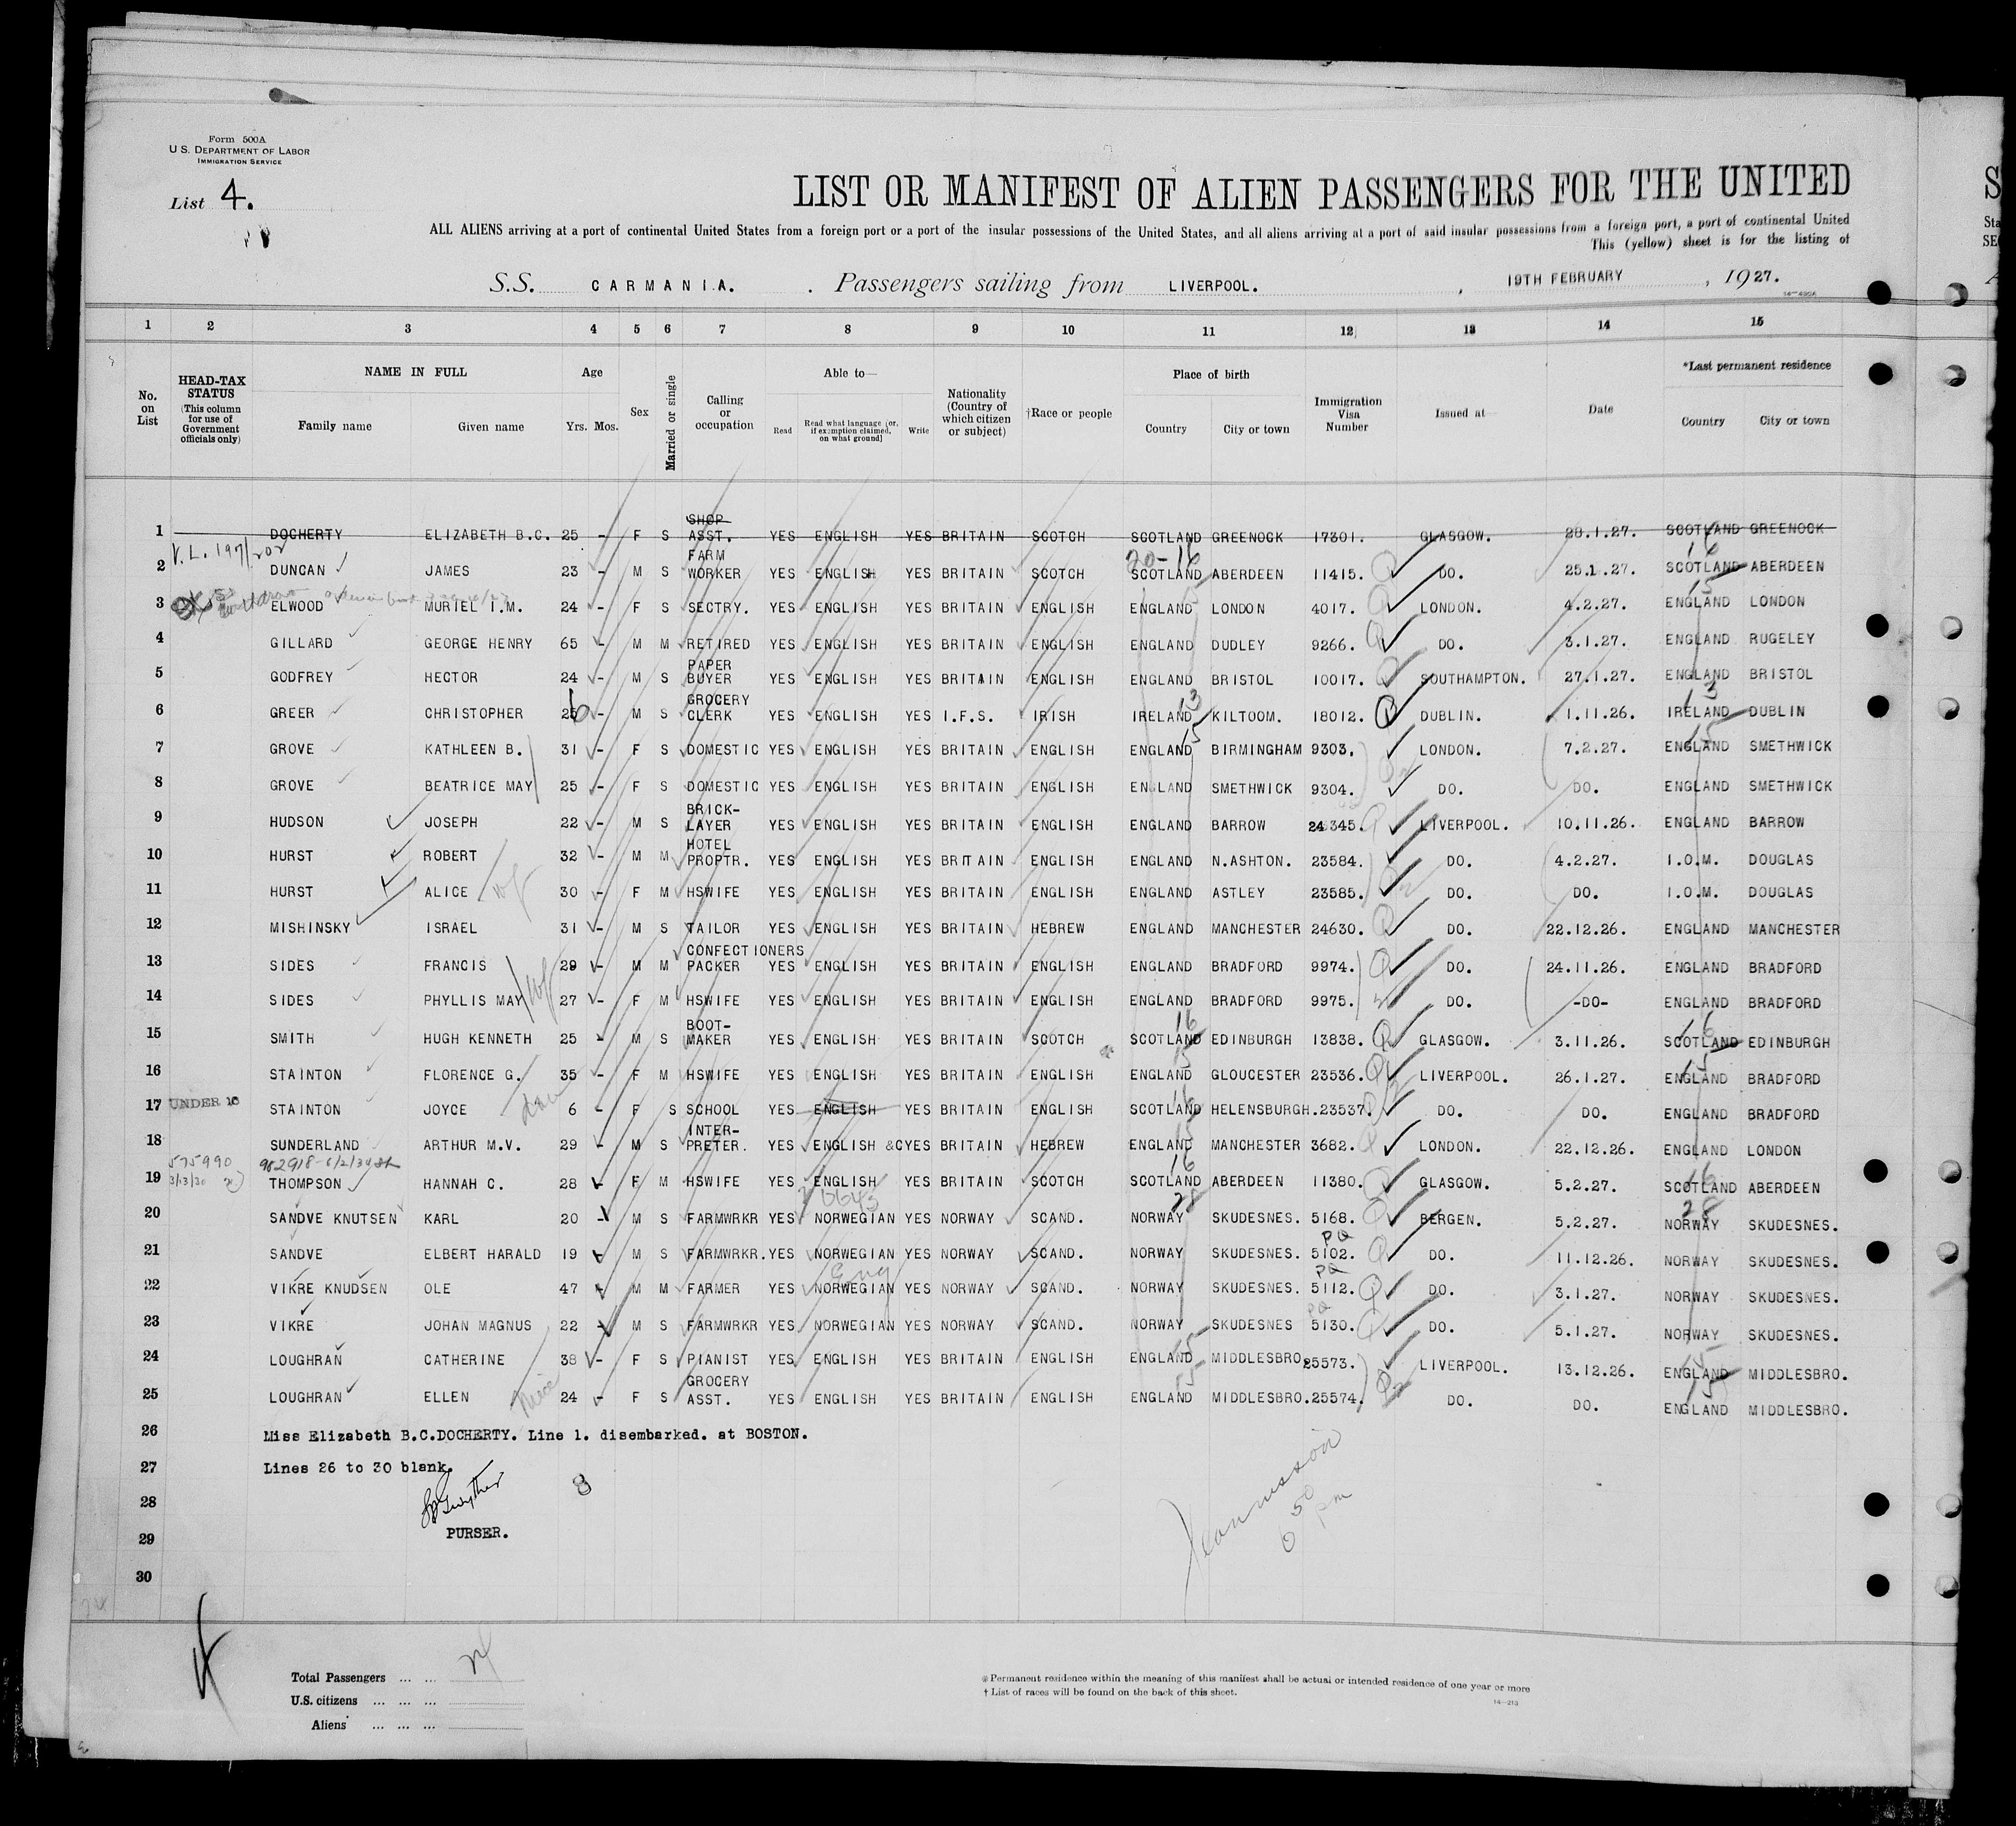 Form 500A
U.S. DEPARTMENT OF LABOR
IMMIGRATION SERVICE
List 4.
LIST OR MANIFEST OF ALIEN PASSENGERS FOR THE UNITED
ALL ALIENS arriving at a port of continental United States from a foreign port or a port of the insular possessions of the United States, and all aliens arriving at a port of said insular possessions from a foreign port, a port of continental United
This (yellow) sheet is for the listing of
S.S. CARMANIA. Passengers sailing from LIVERPOOL. , 19TH FEBRUARY , 1927.
1 2 3 4 5 6 7 8 9 10 11 12 13 14 15
No. on List
HEAD-TAX STATUS (This column for use of Government officials only)
NAME IN FULL
Family name Given name
Age
Yrs. Mos.
Sex
Married or single
Calling or occupation
Able to—
Read
Read what language [or, if exemption claimed, on what ground]
Write
Nationality (Country of which citizen or subject)
†Race or people
Place of birth
Country City or town
Immigration Visa Number
Issued at—
Date
*Last permanent residence
Country City or town
1 DOCHERTY ELIZABETH B.C. 25 - F S SHOP ASST. YES ENGLISH YES BRITAIN SCOTCH SCOTLAND GREENOCK 17301. GLASGOW. 28.1.27. SCOTLAND GREENOCK
V.L. 197/202
20-16 16
2 DUNCAN JAMES 23 - M S FARM WORKER YES ENGLISH YES BRITAIN SCOTCH SCOTLAND ABERDEEN 11415. DO. 25.1.27. SCOTLAND ABERDEEN
15
3 ELWOOD MURIEL I.M. 24 - F S SECTRY. YES ENGLISH YES BRITAIN ENGLISH ENGLAND LONDON 4017. LONDON. 4.2.27. ENGLAND LONDON
4 GILLARD GEORGE HENRY 65 - M M RETIRED YES ENGLISH YES BRITAIN ENGLISH ENGLAND DUDLEY 9266. DO. 3.1.27. ENGLAND RUGELEY
5 GODFREY HECTOR 24 - M S PAPER BUYER YES ENGLISH YES BRITAIN ENGLISH ENGLAND BRISTOL 10017. SOUTHAMPTON. 27.1.27. ENGLAND BRISTOL
13 13
6 GREER CHRISTOPHER 26 - M S GROCERY CLERK YES ENGLISH YES I.F.S. IRISH IRELAND KILTOOM. 18012. DUBLIN. 1.11.26. IRELAND DUBLIN
15 15
7 GROVE KATHLEEN B. 31 - F S DOMESTIC YES ENGLISH YES BRITAIN ENGLISH ENGLAND BIRMINGHAM 9303. LONDON. 7.2.27. ENGLAND SMETHWICK
8 GROVE BEATRICE MAY 25 - F S DOMESTIC YES ENGLISH YES BRITAIN ENGLISH ENGLAND SMETHWICK 9304. DO. DO. ENGLAND SMETHWICK
9 HUDSON JOSEPH 22 - M S BRICK-LAYER YES ENGLISH YES BRITAIN ENGLISH ENGLAND BARROW 24345. LIVERPOOL. 10.11.26. ENGLAND BARROW
10 HURST ROBERT 32 - M M HOTEL PROPTR. YES ENGLISH YES BRITAIN ENGLISH ENGLAND N.ASHTON. 23584. DO. 4.2.27. I.O.M. DOUGLAS
11 HURST ALICE wf 30 - F M HSWIFE YES ENGLISH YES BRITAIN ENGLISH ENGLAND ASTLEY 23585. DO. DO. I.O.M. DOUGLAS
12 MISHINSKY ISRAEL 31 - M S TAILOR YES ENGLISH YES BRITAIN HEBREW ENGLAND MANCHESTER 24630. DO. 22.12.26. ENGLAND MANCHESTER
13 SIDES FRANCIS 29 - M M CONFECTIONERS PACKER YES ENGLISH YES BRITAIN ENGLISH ENGLAND BRADFORD 9974. DO. 24.11.26. ENGLAND BRADFORD
14 SIDES PHYLLIS MAY wf 27 - F M HSWIFE YES ENGLISH YES BRITAIN ENGLISH ENGLAND BRADFORD 9975. DO. -DO- ENGLAND BRADFORD
16 16
15 SMITH HUGH KENNETH 25 - M S BOOT-MAKER YES ENGLISH YES BRITAIN SCOTCH SCOTLAND EDINBURGH 13838. GLASGOW. 3.11.26. SCOTLAND EDINBURGH
15 15
16 STAINTON FLORENCE G. 35 - F M HSWIFE YES ENGLISH YES BRITAIN ENGLISH ENGLAND GLOUCESTER 23536. LIVERPOOL. 26.1.27. ENGLAND BRADFORD
17 UNDER 16 STAINTON JOYCE 6 - F S SCHOOL YES ENGLISH YES BRITAIN ENGLISH SCOTLAND HELENSBURGH. 23537. DO. DO. ENGLAND BRADFORD
18 SUNDERLAND ARTHUR M.V. 29 - M S INTER-PRETER. YES ENGLISH &C YES BRITAIN HEBREW ENGLAND MANCHESTER 3682. LONDON. 22.12.26. ENGLAND LONDON
575990 3/13/30
16 16
19 THOMPSON HANNAH C. 28 - F M HSWIFE YES ENGLISH YES BRITAIN SCOTCH SCOTLAND ABERDEEN 11380. GLASGOW. 5.2.27. SCOTLAND ABERDEEN
28 28
20 SANDVE KNUTSEN KARL 20 - M S FARMWRKR YES NORWEGIAN YES NORWAY SCAND. NORWAY SKUDESNES. 5168. BERGEN. 5.2.27. NORWAY SKUDESNES.
PQ
21 SANDVE ELBERT HARALD 19 - M S FARMWRKR. YES NORWEGIAN YES NORWAY SCAND. NORWAY SKUDESNES. 5102. DO. 11.12.26. NORWAY SKUDESNES.
Eng PQ
22 VIKRE KNUDSEN OLE 47 - M M FARMER YES NORWEGIAN YES NORWAY SCAND. NORWAY SKUDESNES. 5112. DO. 3.1.27. NORWAY SKUDESNES.
PQ
23 VIKRE JOHAN MAGNUS 22 - M S FARMWRKR YES NORWEGIAN YES NORWAY SCAND. NORWAY SKUDESNES 5130. DO. 5.1.27. NORWAY SKUDESNES.
15 15
24 LOUGHRAN CATHERINE 38 - F S PIANIST YES ENGLISH YES BRITAIN ENGLISH ENGLAND MIDDLESBRO. 25573. LIVERPOOL. 13.12.26. ENGLAND MIDDLESBRO.
25 LOUGHRAN ELLEN Niece 24 - F S GROCERY ASST. YES ENGLISH YES BRITAIN ENGLISH ENGLAND MIDDLESBRO. 25574. DO. DO. ENGLAND MIDDLESBRO.
26 Miss Elizabeth B.C.DOCHERTY. Line 1. disembarked. at BOSTON.
27 Lines 26 to 30 blank.
28
PURSER.
29
30
Total Passengers ... ...
U.S. citizens ... ... ...
Aliens ... ... ...
* Permanent residence within the meaning of this manifest shall be actual or intended residence of one year or more
† List of races will be found on the back of this sheet.
14—213